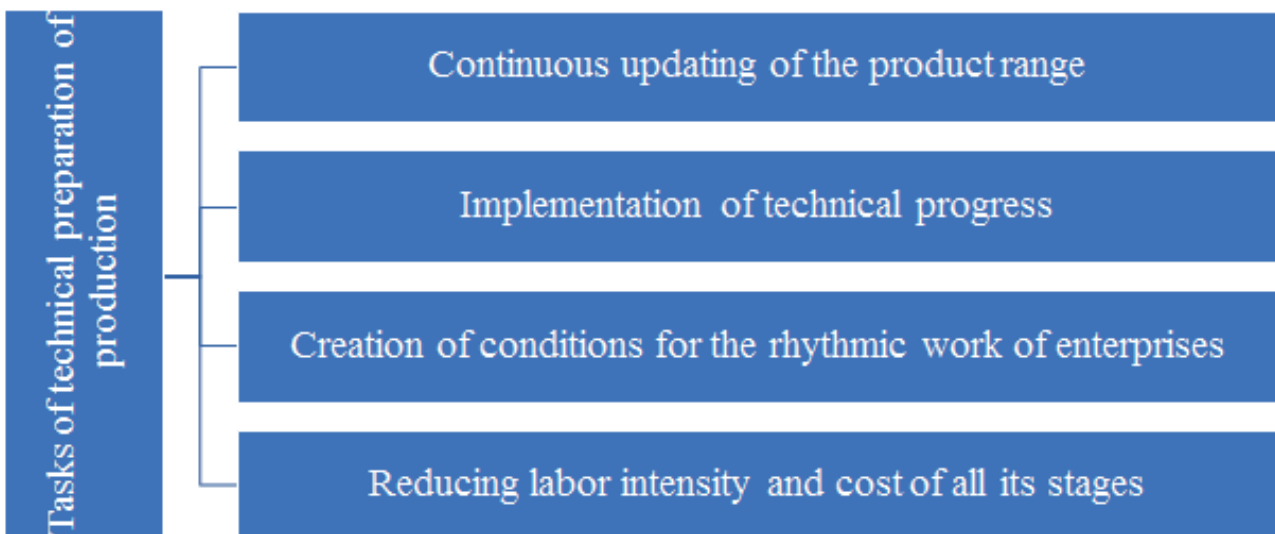 Tasks of technical preparation of
production
Continuous updating of the product range
Implementation of technical progress
Creation of conditions for the rhythmic work of enterprises
Reducing labor intensity and cost of all its stages